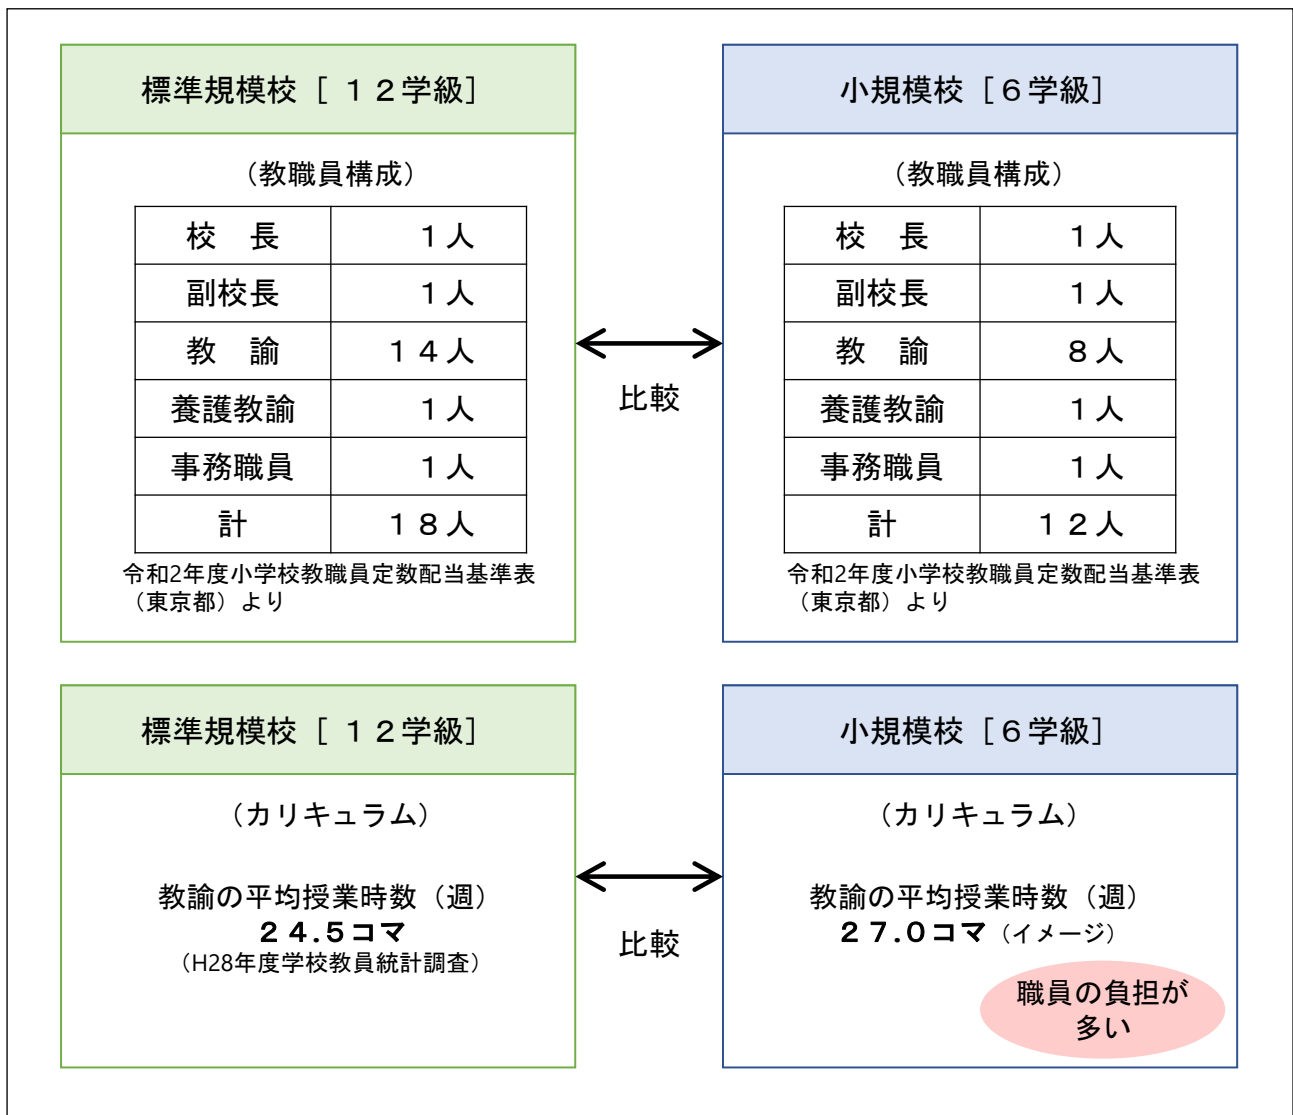 標準規模校［１２学級］
（教職員構成）
校　長　１人
副校長　１人
教　諭　１４人
養護教諭　１人
事務職員　１人
計　１８人
令和2年度小学校教職員定数配当基準表
（東京都）より
比較
小規模校［６学級］
（教職員構成）
校　長　１人
副校長　１人
教　諭　８人
養護教諭　１人
事務職員　１人
計　１２人
令和2年度小学校教職員定数配当基準表
（東京都）より
標準規模校［１２学級］
（カリキュラム）
教諭の平均授業時数（週）
２４.５コマ
（H28年度学校教員統計調査）
比較
小規模校［６学級］
（カリキュラム）
教諭の平均授業時数（週）
２７.０コマ（イメージ）
職員の負担が
多い